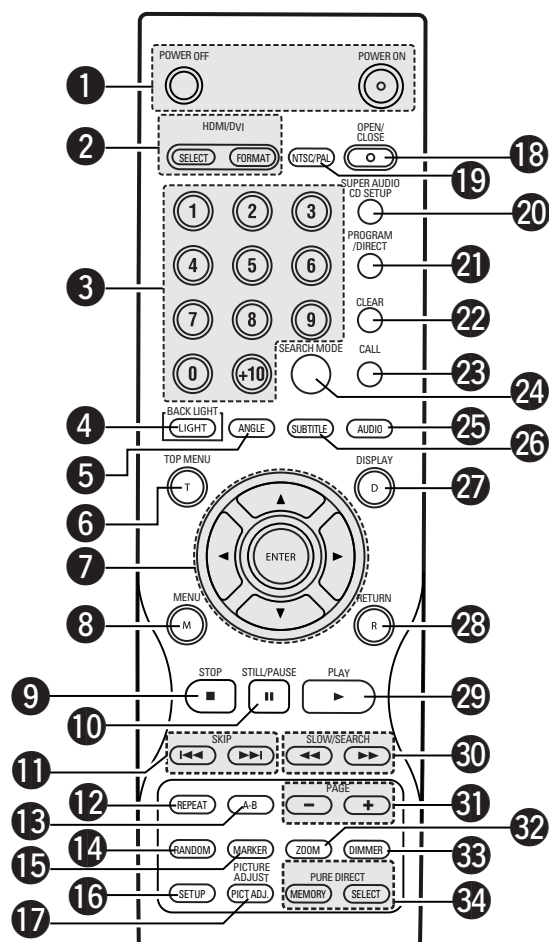 POWER OFF
POWER ON
1
HDMI/DVI
OPEN/
CLOSE
2
SELECT
FORMAT
NTSC/PAL
18
19
SUPER AUDIO
CD SETUP
20
1
2
3
PROGRAM
/DIRECT
21
4
5
6
3
CLEAR
22
7
8
9
SEARCH MODE
CALL
23
0
+10
24
BACK LIGHT
4
LIGHT
ANGLE
SUBTITLE
AUDIO
25
5
26
TOP MENU
DISPLAY
6
T
D
27
7
ENTER
MENU
RETURN
8
M
R
28
STOP
STILL/PAUSE
PLAY
9
29
10
SKIP
SLOW/SEARCH
11
30
PAGE
12
REPEAT
A-B
−
+
31
13
32
14
RANDOM
MARKER
ZOOM
DIMMER
33
15
PICTURE
ADJUST
PURE DIRECT
16
SETUP
PICT ADJ.
MEMORY
SELECT
34
17